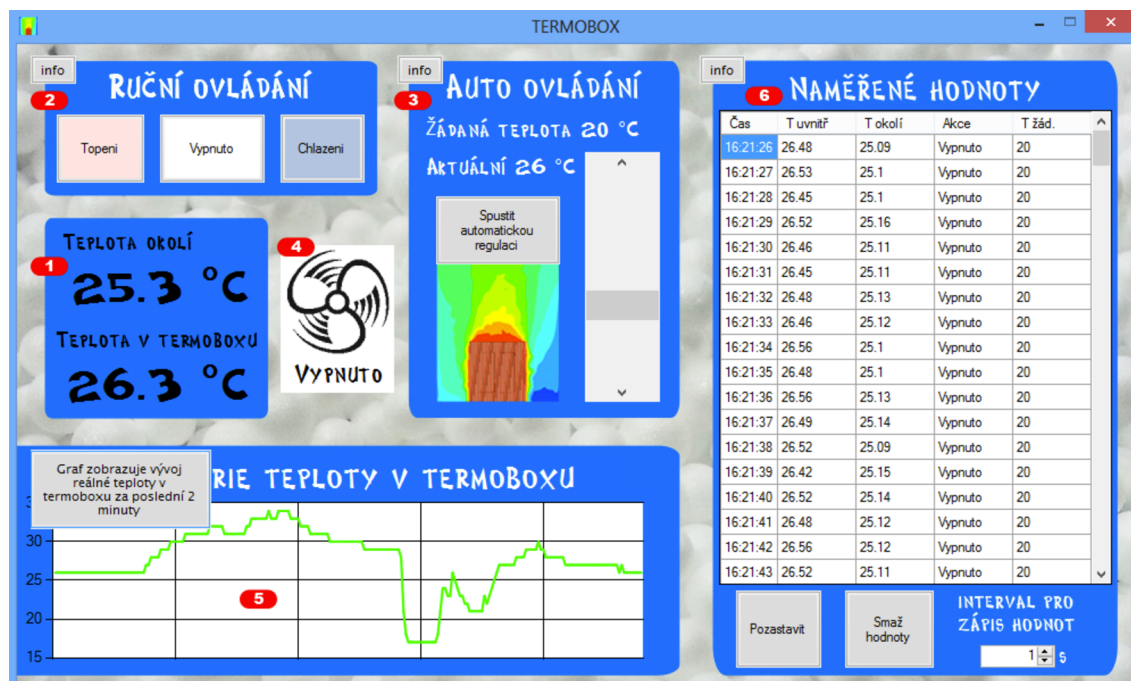 TERMOBOX
info
2
RUČNÍ OVLÁDÁNÍ
Topeni
Vypnuto
Chlazeni
1
TEPLOTA OKOLÍ
25.3 °C
TEPLOTA V TERMOBOXU
26.3 °C
4
VYPNUTO
info
3
AUTO OVLÁDÁNÍ
ŽÁDANÁ TEPLOTA 20 °C
AKTUÁLNÍ 26 °C
Spustit
automatickou
regulaci
info
6
NAMĚŘENÉ HODNOTY
Čas T uvnitř T okolí Akce T žád.
16:21:26 26.48 25.09 Vypnuto 20
16:21:27 26.53 25.1 Vypnuto 20
16:21:28 26.45 25.1 Vypnuto 20
16:21:29 26.52 25.16 Vypnuto 20
16:21:30 26.46 25.11 Vypnuto 20
16:21:31 26.45 25.11 Vypnuto 20
16:21:32 26.48 25.13 Vypnuto 20
16:21:33 26.46 25.12 Vypnuto 20
16:21:34 26.56 25.1 Vypnuto 20
16:21:35 26.48 25.1 Vypnuto 20
16:21:36 26.56 25.13 Vypnuto 20
16:21:37 26.49 25.14 Vypnuto 20
16:21:38 26.52 25.09 Vypnuto 20
16:21:39 26.42 25.15 Vypnuto 20
16:21:40 26.52 25.14 Vypnuto 20
16:21:41 26.48 25.12 Vypnuto 20
16:21:42 26.56 25.12 Vypnuto 20
16:21:43 26.52 25.11 Vypnuto 20
Pozastavit
Smaž
hodnoty
INTERVAL PRO
ZÁPIS HODNOT
1 S
Graf zobrazuje vývoj
reálné teploty v
termoboxu za poslední 2
minuty
RIE TEPLOTY V TERMOBOXU
30
25
20
15
5